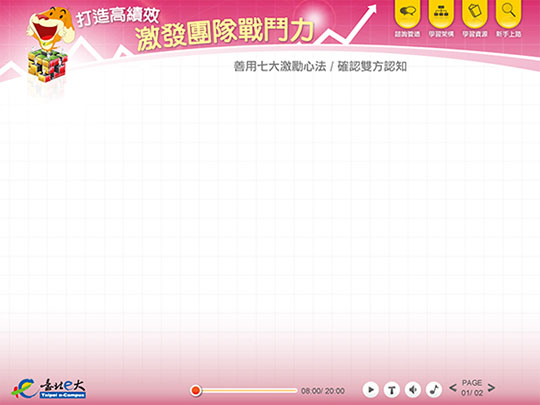 打造高績效
激發團隊戰鬥力
諮詢管道
學習架構
學習資源
新手上路
善用七大激勵心法 / 確認雙方認知
臺北e大
Taipei e-Campus
08:00/ 20:00
T
PAGE
01/ 02